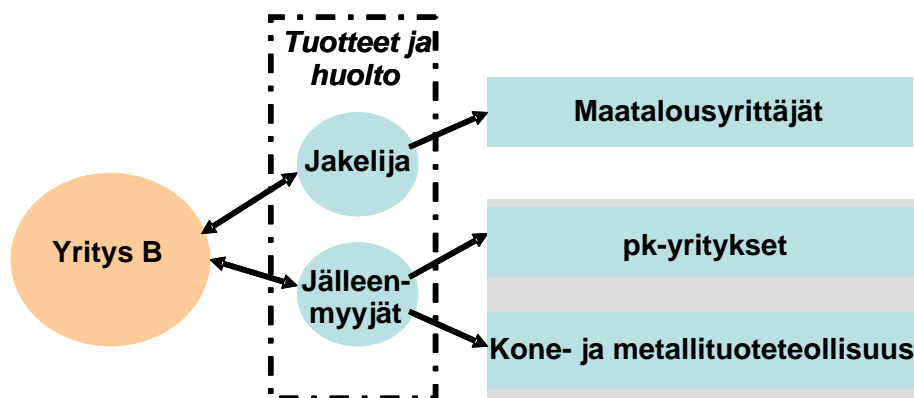 Tuotteet ja
huolto
Maatalousyrittäjät
Jakelija
Yritys B
pk-yritykset
Jälleen-
myyjät
Kone- ja metallituoteteollisuus